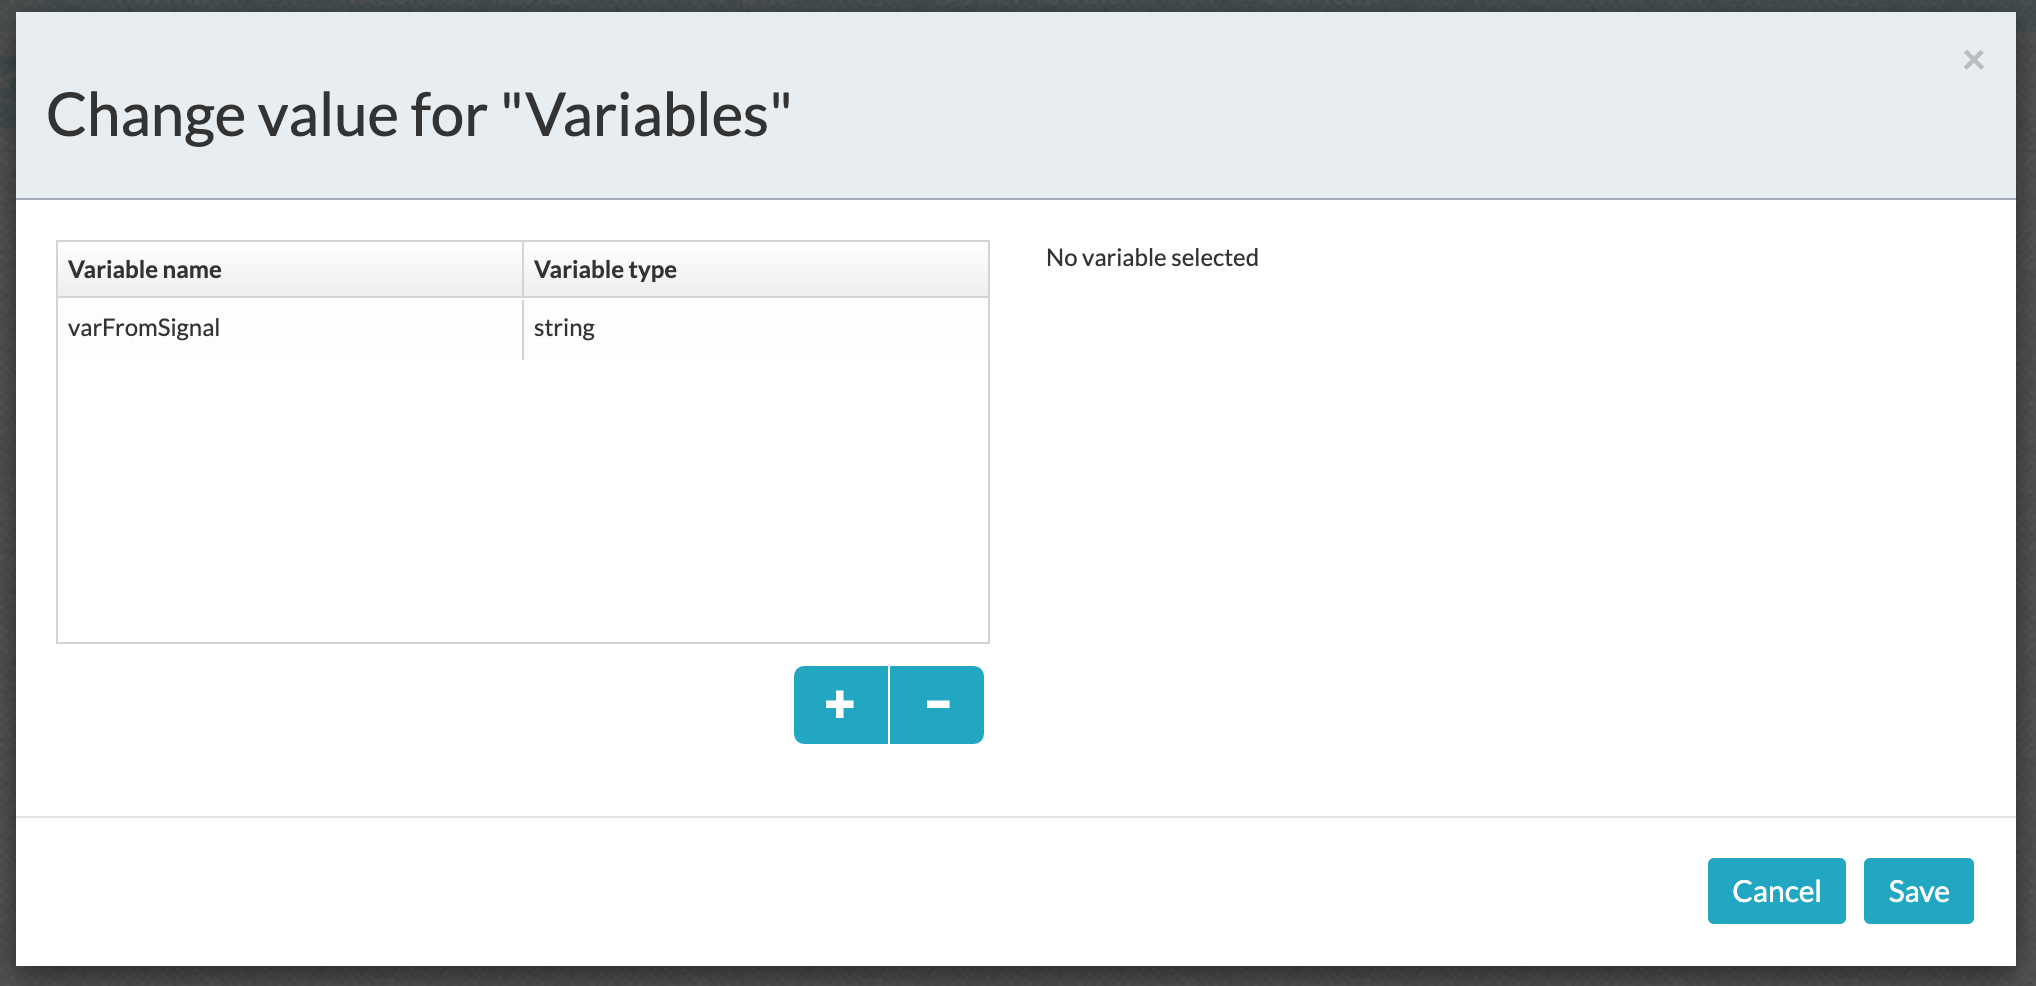 Change value for "Variables"
×
Variable name
Variable type
varFromSignal
string
No variable selected
Cancel
Save